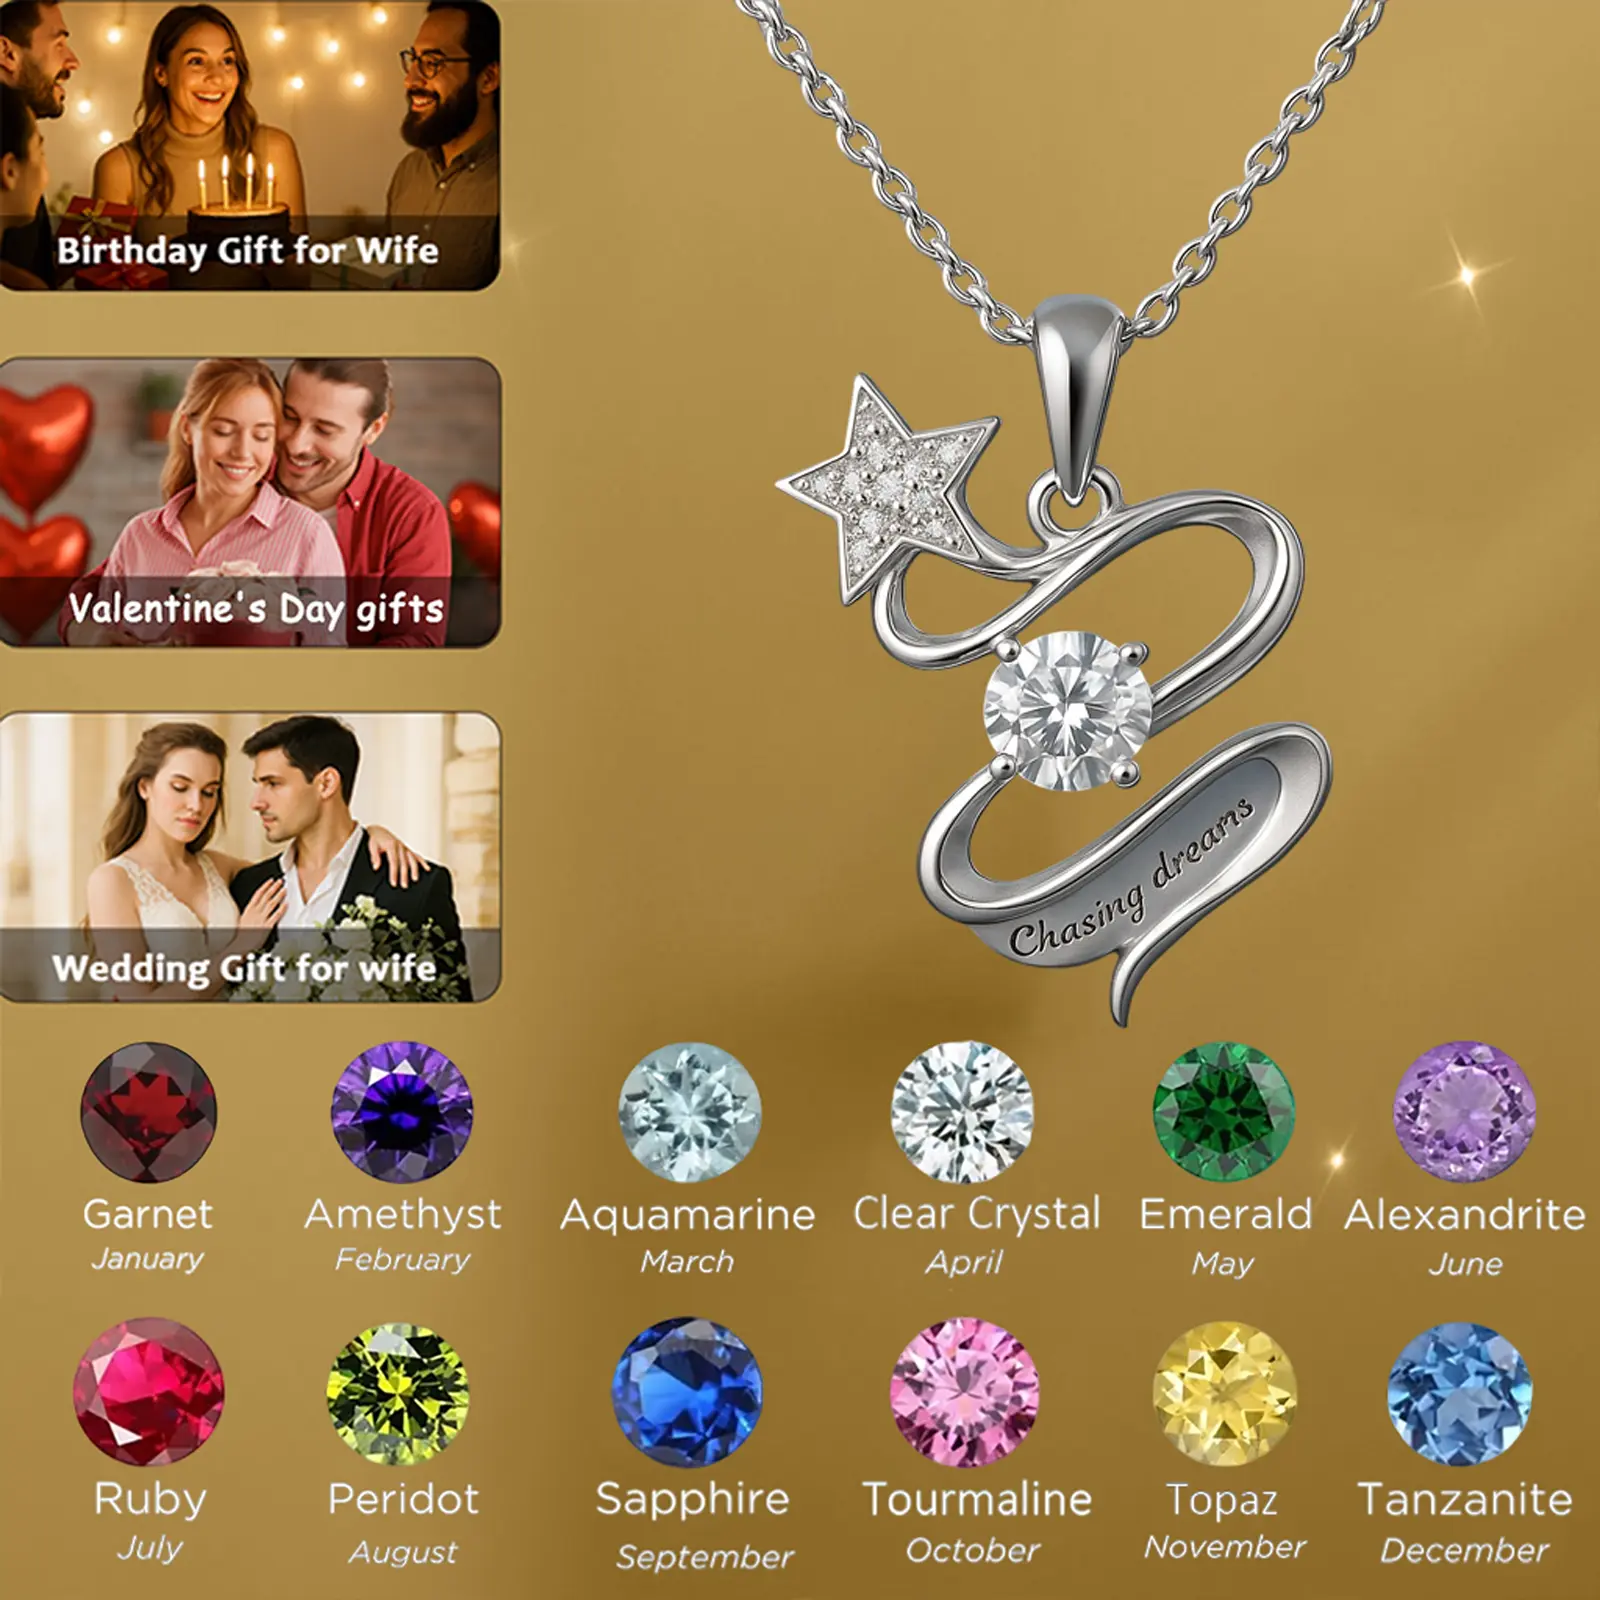 Birthday Gift for Wife
Valentine's Day gifts
Wedding Gift for wife
Chasing dreams
Garnet
January
Amethyst
February
Aquamarine
March
Clear Crystal
April
Emerald
May
Alexandrite
June
Ruby
July
Peridot
August
Sapphire
September
Tourmaline
October
Topaz
November
Tanzanite
December